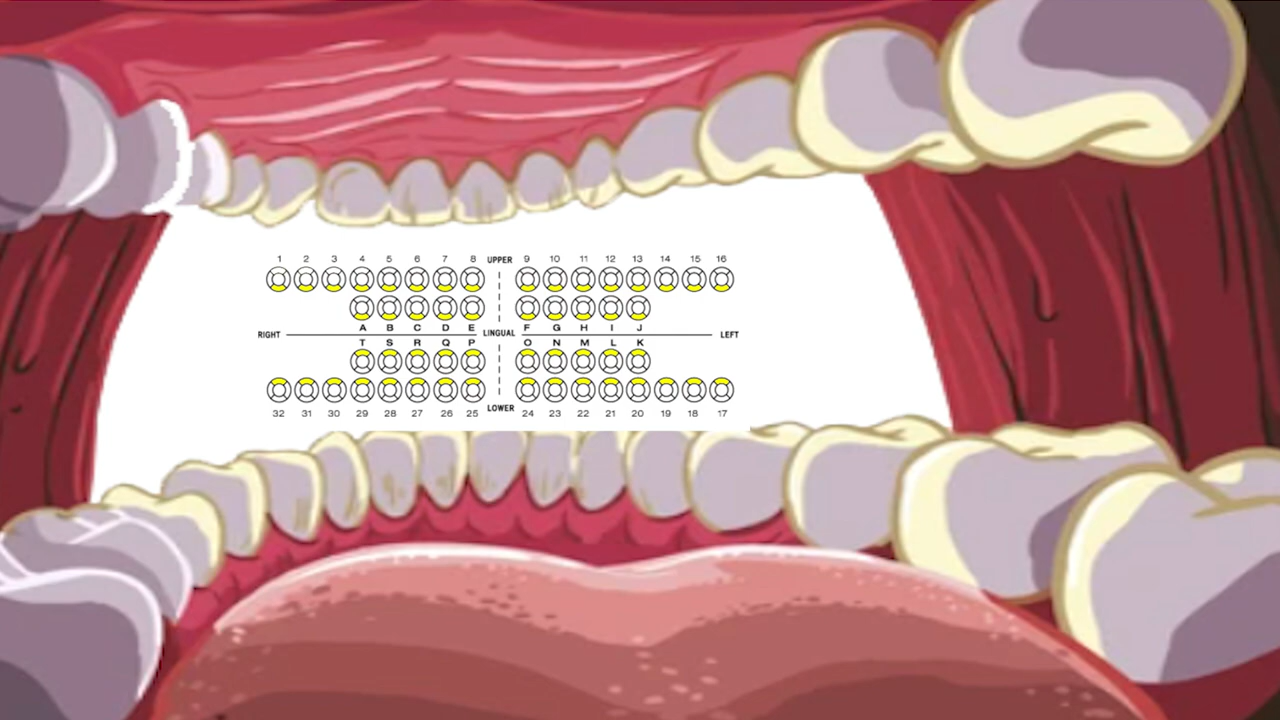 1 2 3 4 5 6 7 8 UPPER 9 10 11 12 13 14 15 16
A B C D E F G H I J
RIGHT LINGUAL LEFT
T S R Q P O N M L K
LOWER
32 31 30 29 28 27 26 25 24 23 22 21 20 19 18 17